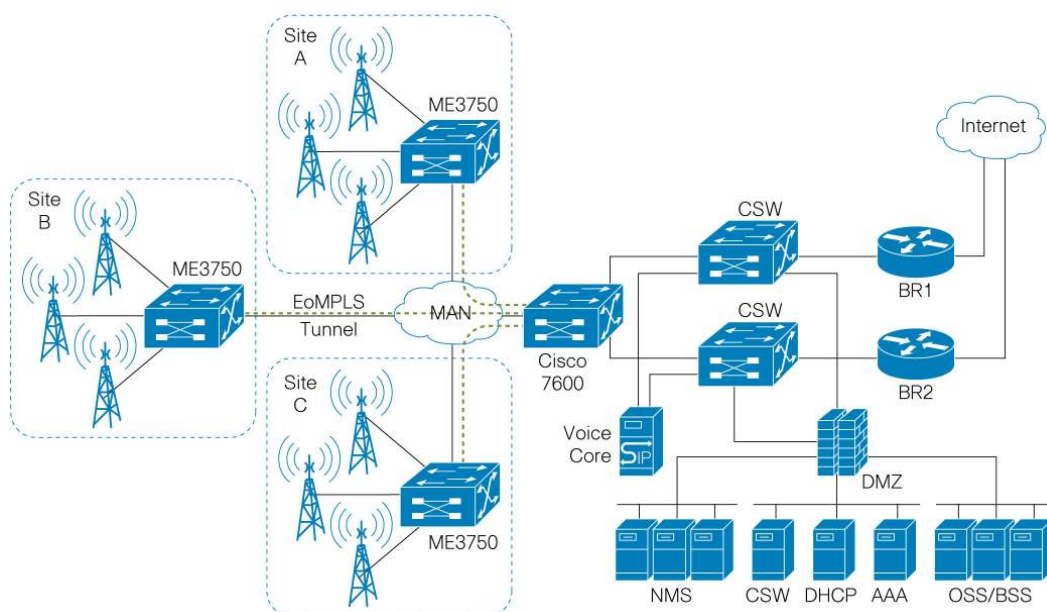 Site
A
ME3750
Site
B
ME3750
EoMPLS
Tunnel
MAN
Site
C
ME3750
Cisco
7600
CSW
BR1
Internet
CSW
BR2
Voice
Core
SIP
DMZ
NMS
CSW
DHCP
AAA
OSS/BSS